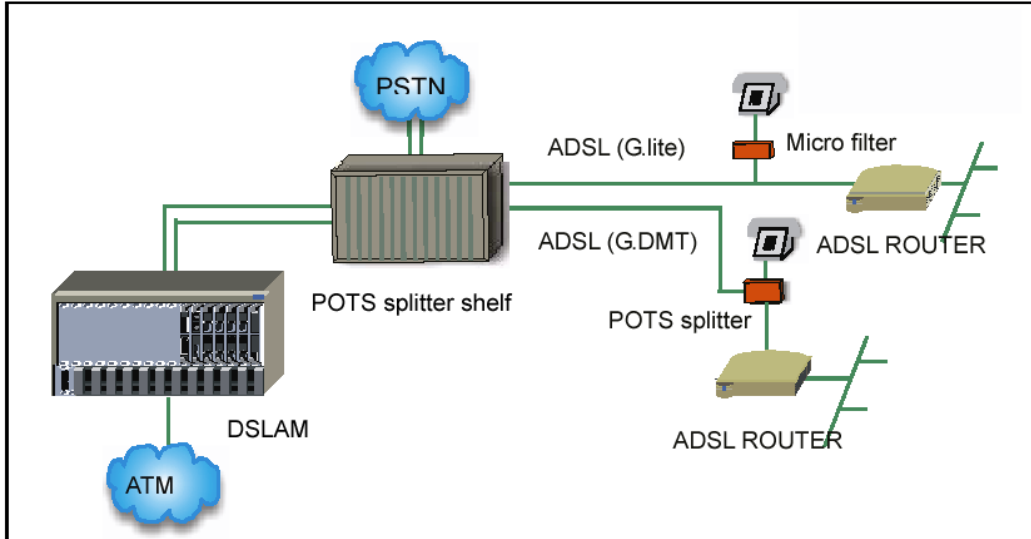 PSTN
ADSL (G.lite)
Micro filter
ADSL (G.DMT)
ADSL ROUTER
POTS splitter shelf
POTS splitter
DSLAM
ADSL ROUTER
ATM